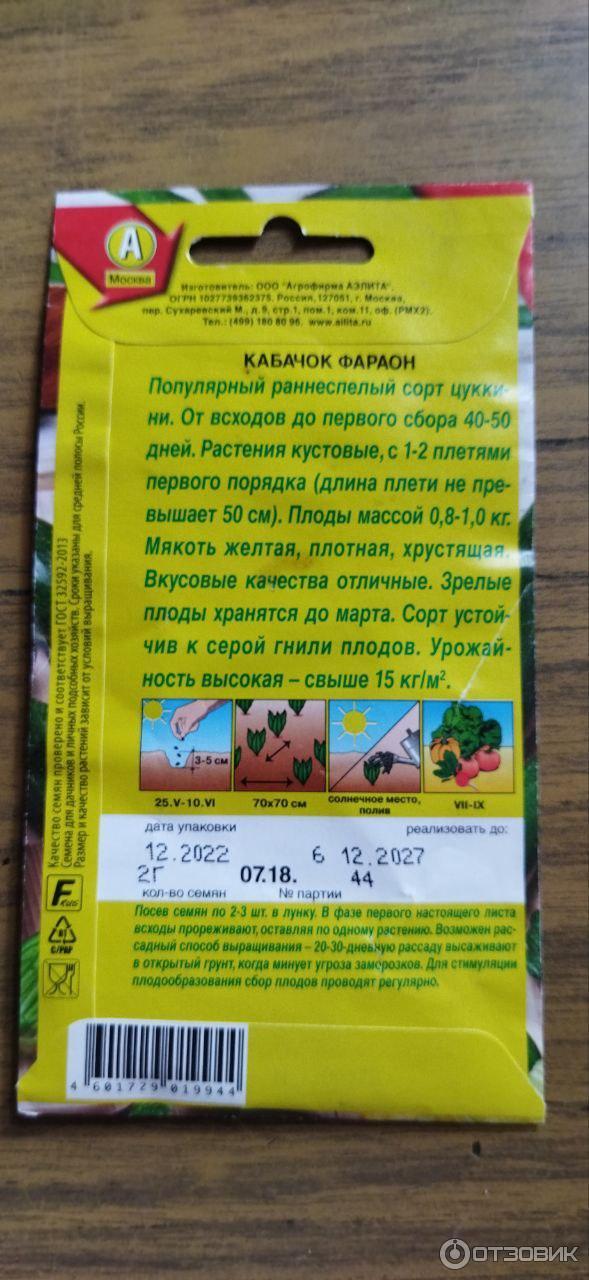 А
Москва
Изготовитель: ООО "Агрофирма АЭЛИТА".
ОГРН 1027739362375. Россия,127051, г. Москва,
пер. Сухаревский М., д.9, стр.1, пом.1, ком.11, оф. (РМХ2).
Тел.: (499) 180 80 96. www.ailita.ru
КАБАЧОК ФАРАОН
Популярный раннеспелый сорт цукки-
ни. От всходов до первого сбора 40-50
дней. Растения кустовые, с 1-2 плетями
первого порядка (длина плети не пре-
вышает 50 см). Плоды массой 0,8-1,0 кг.
Мякоть желтая, плотная, хрустящая.
Вкусовые качества отличные. Зрелые
плоды хранятся до марта. Сорт устой-
чив к серой гнили плодов. Урожай-
ность высокая – свыше 15 кг/м².
Качество семян проверено и соответствует ГОСТ 32592-2013
Семена для дачников и личных подсобных хозяйств. Сроки указаны для средней полосы России.
Размер и качество растений зависит от условий выращивания.
3-5 см
25.V-10.VI
70x70 см
солнечное место,
полив
VII-IX
дата упаковки реализовать до:
12.2022 6 12.2027
2Г 07.18. 44
кол-во семян № партии
Посев семян по 2-3 шт. в лунку. В фазе первого настоящего листа
всходы прореживают, оставляя по одному растению. Возможен рас-
садный способ выращивания – 20-30-дневную рассаду высаживают
в открытый грунт, когда минует угроза заморозков. Для стимуляции
плодообразования сбор плодов проводят регулярно.
C/PAP
4 601729 019944
ОТЗОВИК